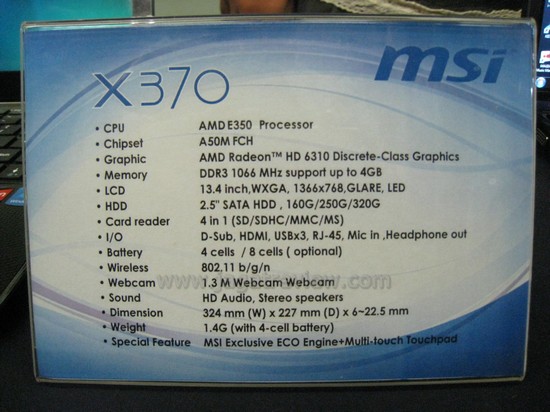 msi
X370
• CPU AMD E350 Processor
• Chipset A50M FCH
• Graphic AMD Radeon™ HD 6310 Discrete-Class Graphics
• Memory DDR3 1066 MHz support up to 4GB
• LCD 13.4 inch,WXGA, 1366x768,GLARE, LED
• HDD 2.5" SATA HDD , 160G/250G/320G
• Card reader 4 in 1 (SD/SDHC/MMC/MS)
• I/O D-Sub, HDMI, USBx3, RJ-45, Mic in ,Headphone out
• Battery 4 cells / 8 cells ( optional)
• Wireless 802.11 b/g/n
• Webcam 1.3 M Webcam Webcam
• Sound HD Audio, Stereo speakers
• Dimension 324 mm (W) x 227 mm (D) x 6~22.5 mm
• Weight 1.4G (with 4-cell battery)
• Special Feature MSI Exclusive ECO Engine+Multi-touch Touchpad